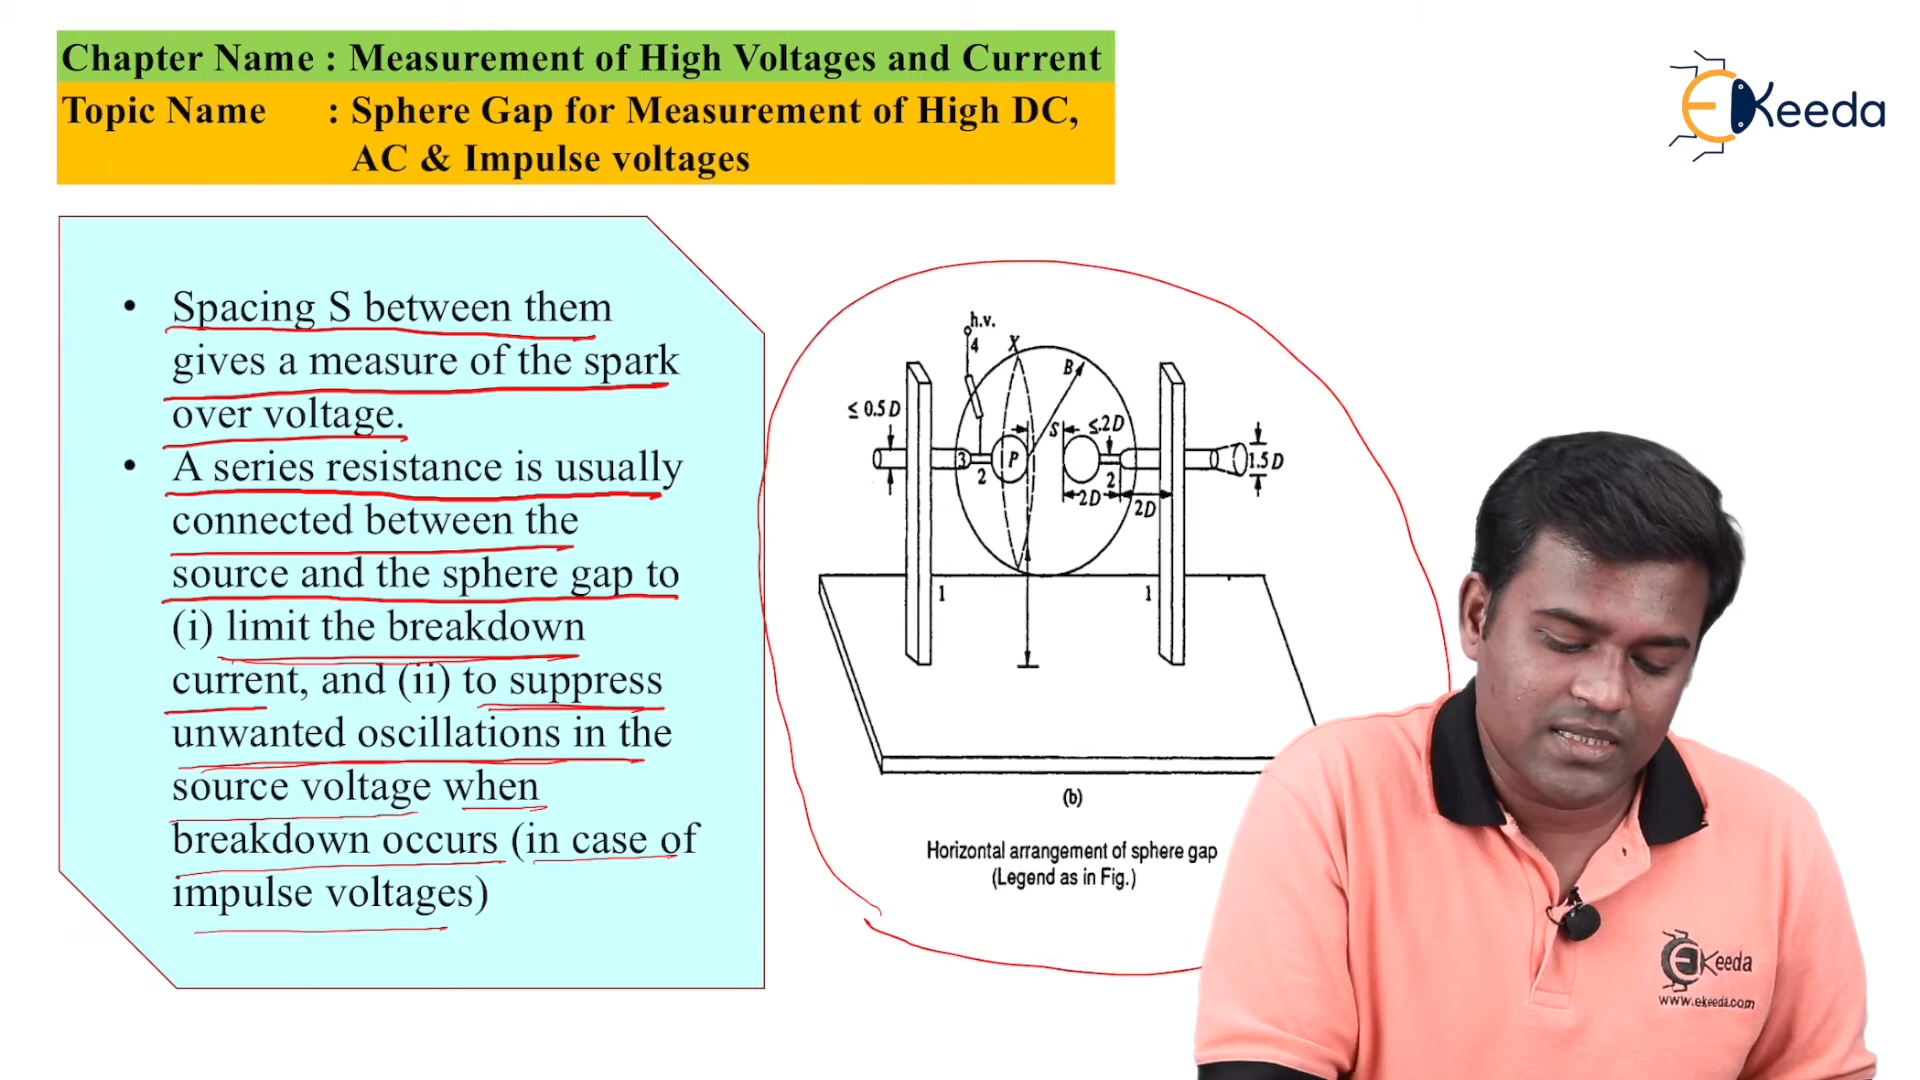 Chapter Name : Measurement of High Voltages and Current
Topic Name : Sphere Gap for Measurement of High DC,
AC & Impulse voltages
EKeeda
• Spacing S between them
gives a measure of the spark
over voltage.
• A series resistance is usually
connected between the
source and the sphere gap to
(i) limit the breakdown
current, and (ii) to suppress
unwanted oscillations in the
source voltage when
breakdown occurs (in case of
impulse voltages)
h.v.
4
X
B
≤ 0.5 D
S
≤.2D
3
P
2
2
1.5 D
2D
2D
1
1
(b)
Horizontal arrangement of sphere gap
(Legend as in Fig.)
EKeeda
www.ekeeda.com